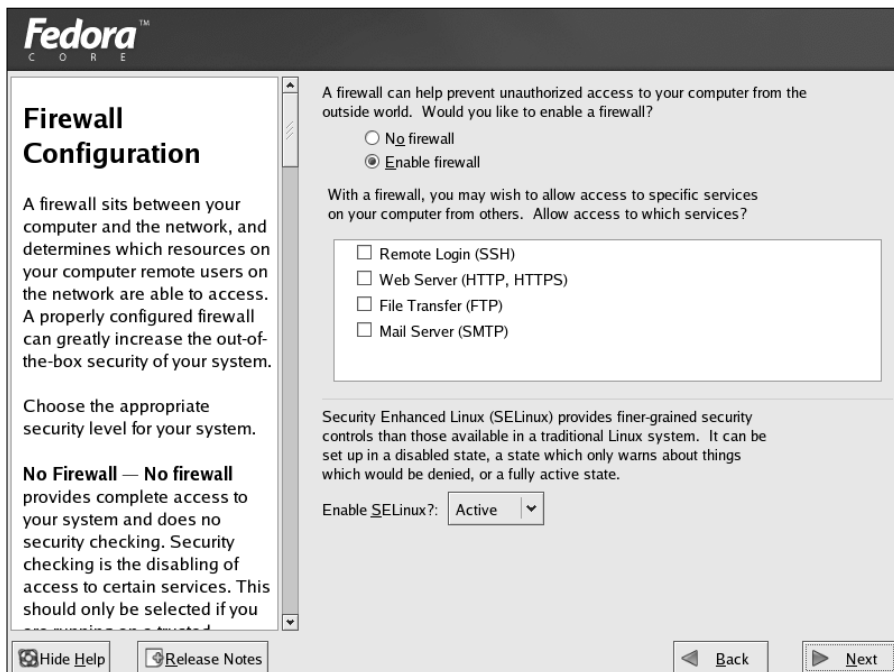 Fedora™
CORE
Firewall
Configuration
A firewall sits between your
computer and the network, and
determines which resources on
your computer remote users on
the network are able to access.
A properly configured firewall
can greatly increase the out-of-
the-box security of your system.
Choose the appropriate
security level for your system.
No Firewall — No firewall
provides complete access to
your system and does no
security checking. Security
checking is the disabling of
access to certain services. This
should only be selected if you
A firewall can help prevent unauthorized access to your computer from the
outside world. Would you like to enable a firewall?
No firewall
Enable firewall
With a firewall, you may wish to allow access to specific services
on your computer from others. Allow access to which services?
Remote Login (SSH)
Web Server (HTTP, HTTPS)
File Transfer (FTP)
Mail Server (SMTP)
Security Enhanced Linux (SELinux) provides finer-grained security
controls than those available in a traditional Linux system. It can be
set up in a disabled state, a state which only warns about things
which would be denied, or a fully active state.
Enable SELinux?: Active
Hide Help
Release Notes
Back
Next